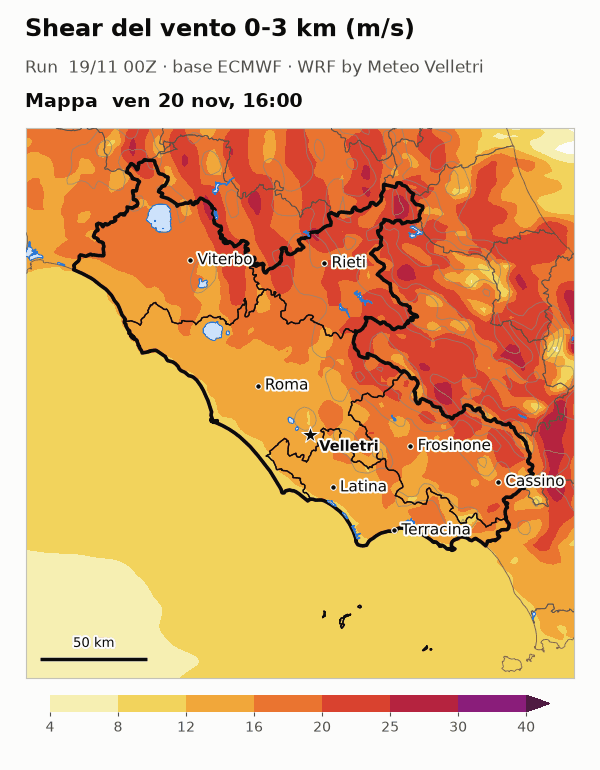 Shear del vento 0-3 km (m/s)
Run 19/11 00Z · base ECMWF · WRF by Meteo Velletri
Mappa ven 20 nov, 16:00
Viterbo
Rieti
Roma
Velletri
Frosinone
Cassino
Latina
Terracina
50 km
4 8 12 16 20 25 30 40